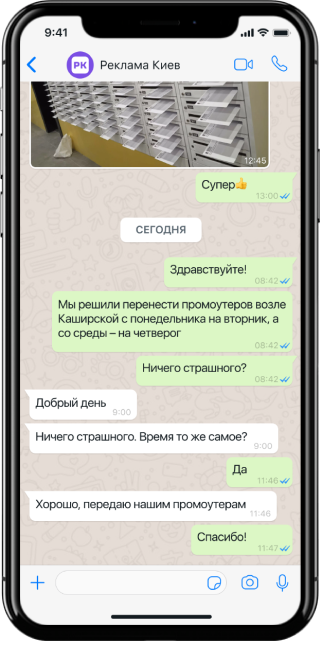 9:41
РК Реклама Киев
12:45
Супер👍
13:00
СЕГОДНЯ
Здравствуйте!
08:42
Мы решили перенести промоутеров возле
Каширской с понедельника на вторник, а
со среды – на четверог
08:42
Ничего страшного?
08:42
Добрый день
9:00
Ничего страшного. Время то же самое?
9:00
Да
11:46
Хорошо, передаю нашим промоутерам
11:46
Спасибо!
11:47